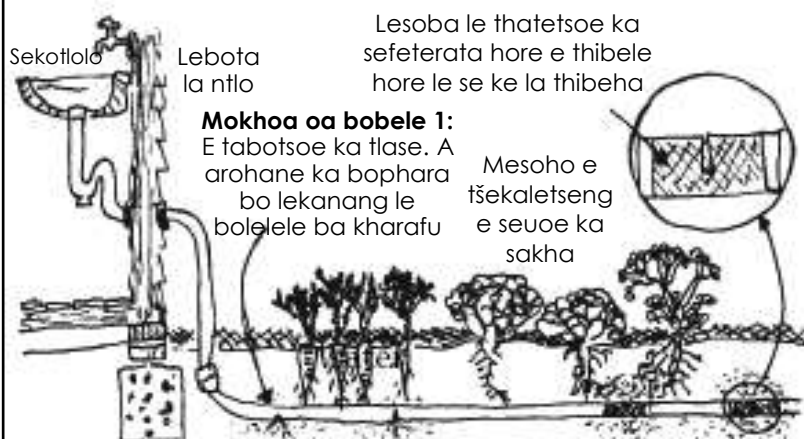 Sekotlolo
Lebota
la ntlo
Lesoba le thatetsoe ka
sefeterata hore e thibele
hore le se ke la thibeha
Mokhoa oa bobele 1:
E tabotsoe ka tlase. A
arohane ka bophara
bo lekanang le
bolelele ba kharafu
Mesoho e
tšekaletseng
e seuoe ka
sakha